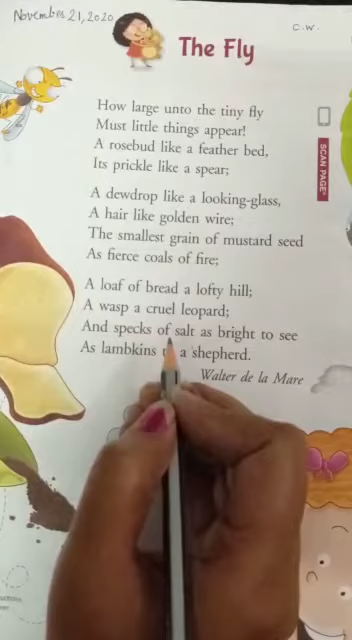 November 21, 2020
C.W.
The Fly
How large unto the tiny fly
Must little things appear!
A rosebud like a feather bed,
Its prickle like a spear;
SCAN PAGE
A dewdrop like a looking-glass,
A hair like golden wire;
The smallest grain of mustard seed
As fierce coals of fire;
A loaf of bread a lofty hill;
A wasp a cruel leopard;
And specks of salt as bright to see
As lambkins a shepherd.
Walter de la Mare